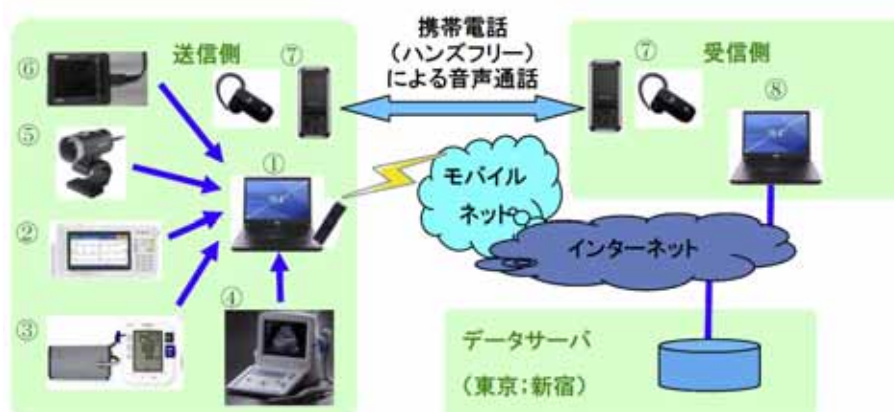 携帯電話
(ハンズフリー)
による音声通話
送信側
受信側
⑥
⑦
⑦
⑧
⑤
①
②
③
④
モバイル
ネット
インターネット
データサーバ
(東京:新宿)